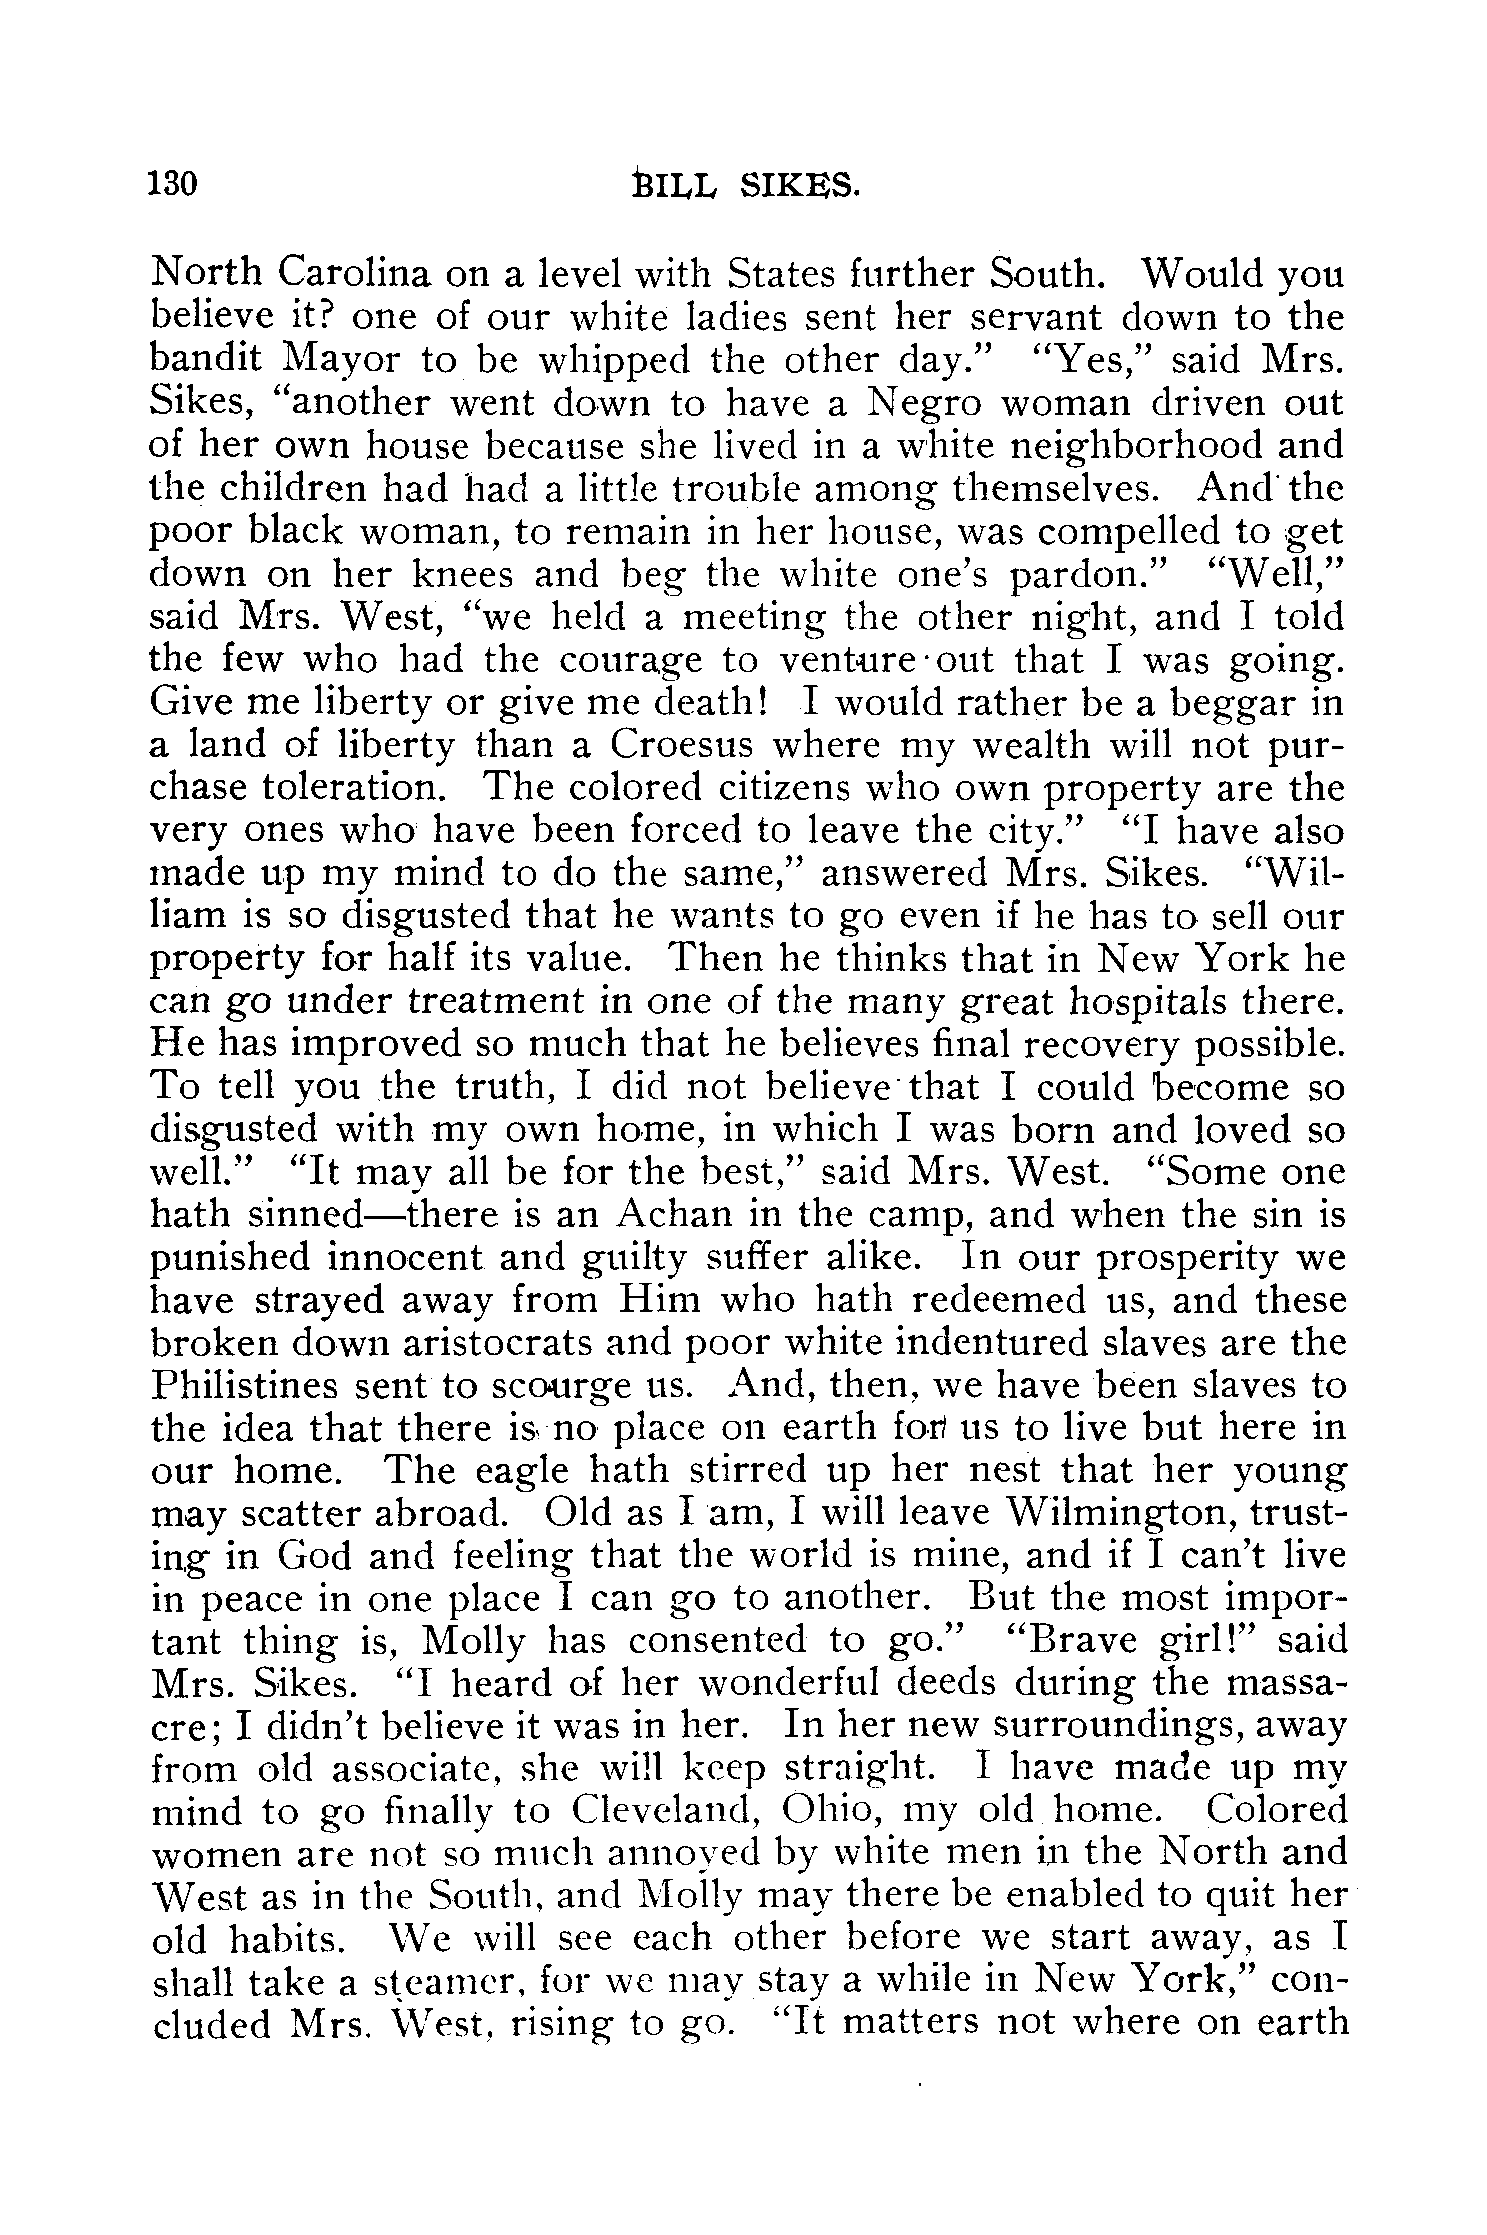 130 BILL SIKES.
North Carolina on a level with States further South. Would you
believe it? one of our white ladies sent her servant down to the
bandit Mayor to be whipped the other day.” “Yes,” said Mrs.
Sikes, “another went down to have a Negro woman driven out
of her own house because she lived in a white neighborhood and
the children had had a little trouble among themselves. And the
poor black woman, to remain in her house, was compelled to get
down on her knees and beg the white one’s pardon.” “Well,”
said Mrs. West, “we held a meeting the other night, and I told
the few who had the courage to venture out that I was going.
Give me liberty or give me death! I would rather be a beggar in
a land of liberty than a Croesus where my wealth will not pur-
chase toleration. The colored citizens who own property are the
very ones who have been forced to leave the city.” “I have also
made up my mind to do the same,” answered Mrs. Sikes. “Wil-
liam is so disgusted that he wants to go even if he has to sell our
property for half its value. Then he thinks that in New York he
can go under treatment in one of the many great hospitals there.
He has improved so much that he believes final recovery possible.
To tell you the truth, I did not believe that I could become so
disgusted with my own home, in which I was born and loved so
well.” “It may all be for the best,” said Mrs. West. “Some one
hath sinned—there is an Achan in the camp, and when the sin is
punished innocent and guilty suffer alike. In our prosperity we
have strayed away from Him who hath redeemed us, and these
broken down aristocrats and poor white indentured slaves are the
Philistines sent to scourge us. And, then, we have been slaves to
the idea that there is no place on earth for us to live but here in
our home. The eagle hath stirred up her nest that her young
may scatter abroad. Old as I am, I will leave Wilmington, trust-
ing in God and feeling that the world is mine, and if I can’t live
in peace in one place I can go to another. But the most impor-
tant thing is, Molly has consented to go.” “Brave girl!” said
Mrs. Sikes. “I heard of her wonderful deeds during the massa-
cre; I didn’t believe it was in her. In her new surroundings, away
from old associate, she will keep straight. I have made up my
mind to go finally to Cleveland, Ohio, my old home. Colored
women are not so much annoyed by white men in the North and
West as in the South, and Molly may there be enabled to quit her
old habits. We will see each other before we start away, as I
shall take a steamer, for we may stay a while in New York,” con-
cluded Mrs. West, rising to go. “It matters not where on earth